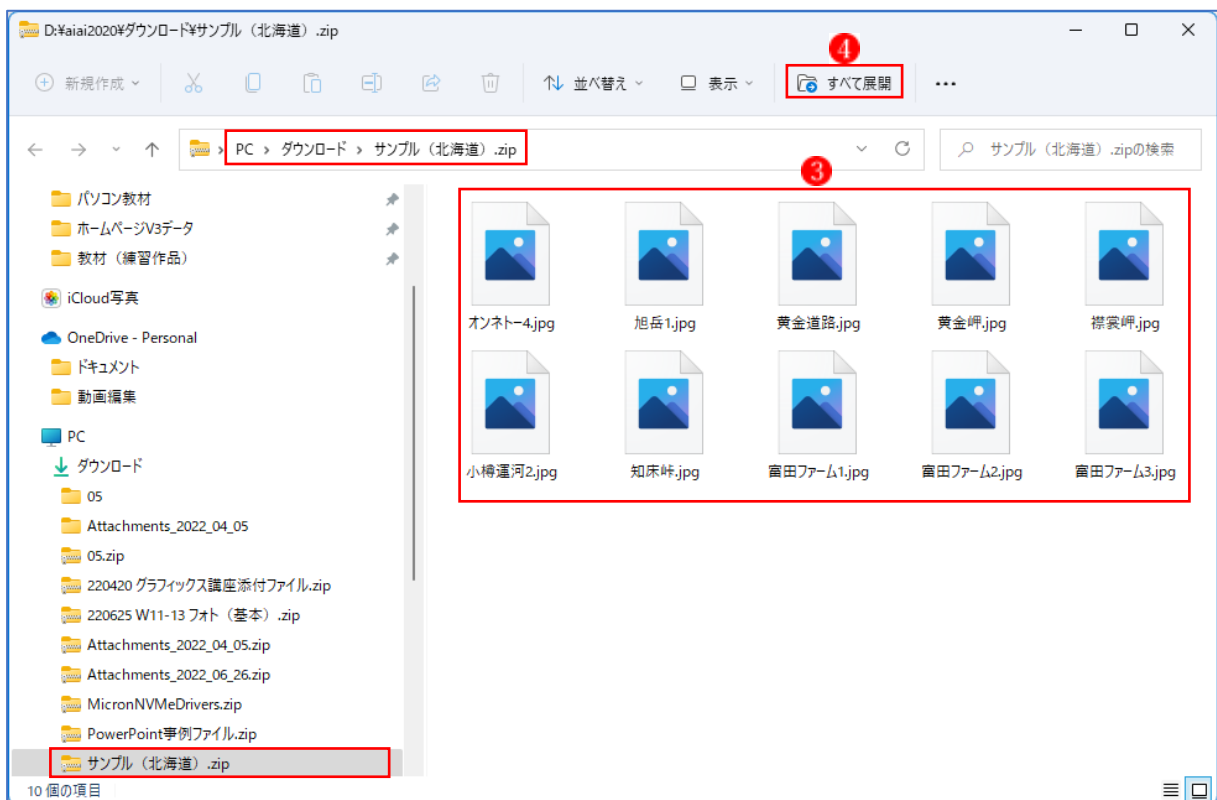 D:¥aiai2020¥ダウンロード¥サンプル（北海道）.zip
4
新規作成 並べ替え 表示 すべて展開 •••
PC › ダウンロード › サンプル（北海道）.zip サンプル（北海道）.zipの検索
3
パソコン教材
ホームページV3データ
教材（練習作品）
iCloud写真
OneDrive - Personal
ドキュメント
動画編集
PC
ダウンロード
05
Attachments_2022_04_05
05.zip
220420 グラフィックス講座添付ファイル.zip
220625 W11-13 フォト（基本）.zip
Attachments_2022_04_05.zip
Attachments_2022_06_26.zip
MicronNVMeDrivers.zip
PowerPoint事例ファイル.zip
サンプル（北海道）.zip
オンネトー4.jpg 旭岳1.jpg 黄金道路.jpg 黄金岬.jpg 襟裳岬.jpg
小樽運河2.jpg 知床峠.jpg 富田ファーム1.jpg 富田ファーム2.jpg 富田ファーム3.jpg
10 個の項目